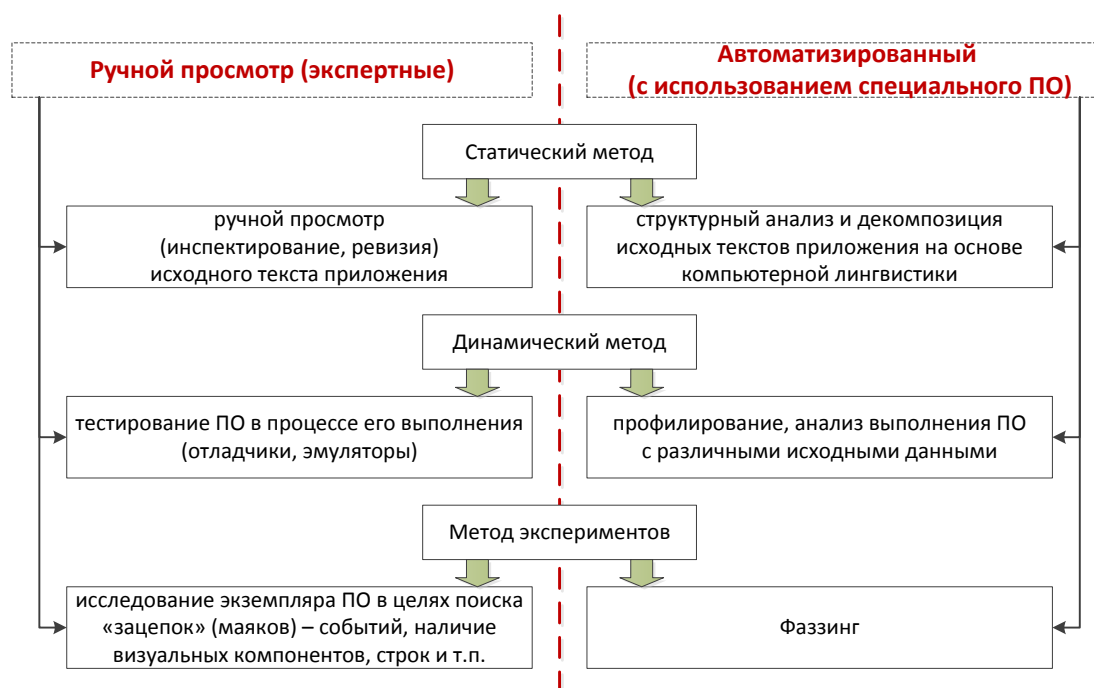 Ручной просмотр (экспертные)
Автоматизированный
(с использованием специального ПО)
Статический метод
ручной просмотр
(инспектирование, ревизия)
исходного текста приложения
структурный анализ и декомпозиция
исходных текстов приложения на основе
компьютерной лингвистики
Динамический метод
тестирование ПО в процессе его выполнения
(отладчики, эмуляторы)
профилирование, анализ выполнения ПО
с различными исходными данными
Метод экспериментов
исследование экземпляра ПО в целях поиска
«зацепок» (маяков) – событий, наличие
визуальных компонентов, строк и т.п.
Фаззинг